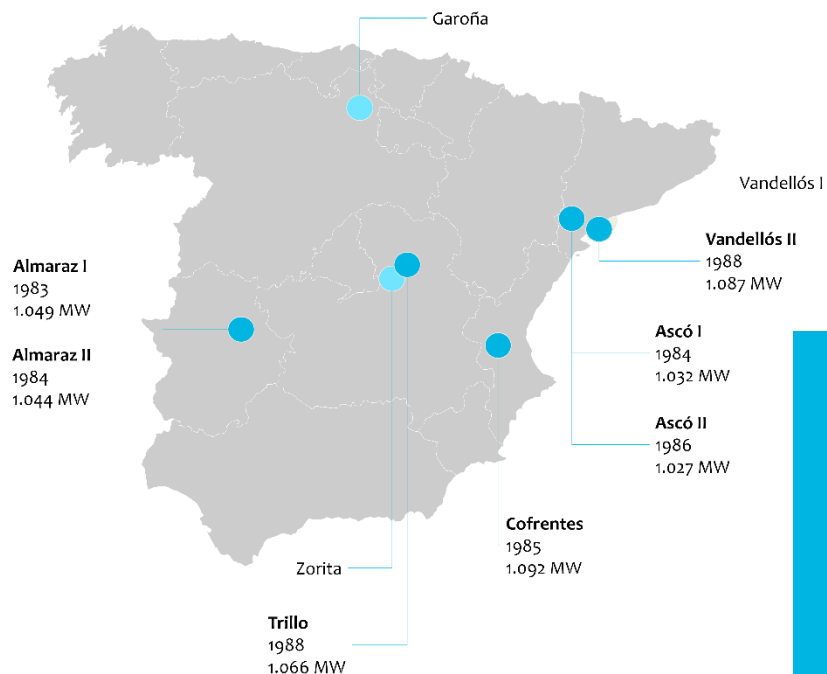 Garoña
Vandellós I
Vandellós II
1988
1.087 MW
Almaraz I
1983
1.049 MW
Almaraz II
1984
1.044 MW
Ascó I
1984
1.032 MW
Ascó II
1986
1.027 MW
Cofrentes
1985
1.092 MW
Zorita
Trillo
1988
1.066 MW